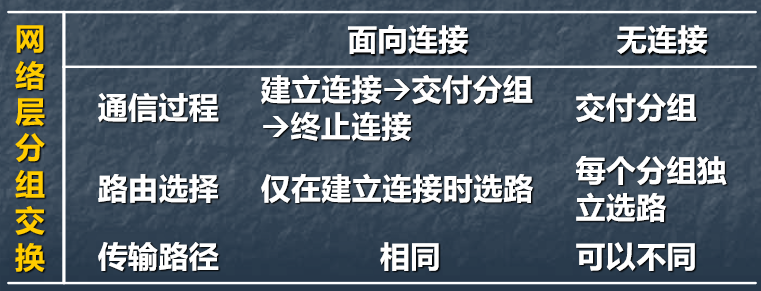 网络层分组交换
面向连接 无连接
通信过程 建立连接→交付分组→终止连接 交付分组
路由选择 仅在建立连接时选路 每个分组独立选路
传输路径 相同 可以不同